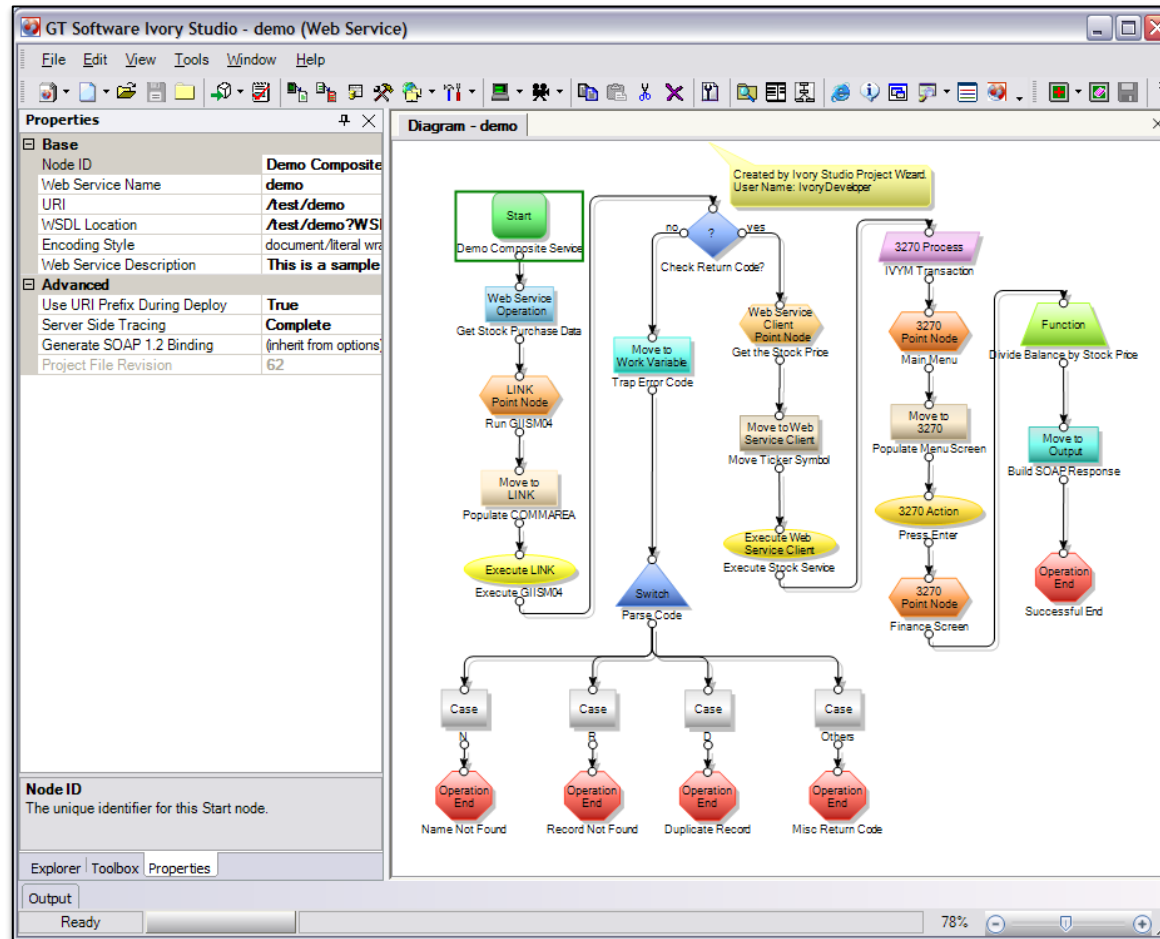 GT Software Ivory Studio - demo (Web Service)
File Edit View Tools Window Help
Properties
Base
Node ID Demo Composite
Web Service Name demo
URI /test/demo
WSDL Location /test/demo?WSI
Encoding Style document/literal wra
Web Service Description This is a sample
Advanced
Use URI Prefix During Deploy True
Server Side Tracing Complete
Generate SOAP 1.2 Binding (inherit from options)
Project File Revision 62
Node ID
The unique identifier for this Start node.
Explorer Toolbox Properties
Output
Ready
78%
Diagram - demo
Created by Ivory Studio Project Wizard.
User Name: IvoryDeveloper
Start
Demo Composite Service
Web Service
Operation
Get Stock Purchase Data
LINK
Point Node
Run GIISM04
Move to
LINK
Populate COMMAREA
Execute LINK
Execute GIISM04
no
?
yes
Check Return Code?
Move to
Work Variable
Trap Error Code
Switch
Parse Code
Web Service
Client
Point Node
Get the Stock Price
Move to Web
Service Client
Move Ticker Symbol
Execute Web
Service Client
Execute Stock Service
3270 Process
IVYM Transaction
3270
Point Node
Main Menu
Move to
3270
Populate Menu Screen
3270 Action
Press Enter
3270
Point Node
Finance Screen
Function
Divide Balance by Stock Price
Move to
Output
Build SOAP Response
Operation
End
Successful End
Case
N
Operation
End
Name Not Found
Case
R
Operation
End
Record Not Found
Case
D
Operation
End
Duplicate Record
Case
Others
Operation
End
Misc Return Code